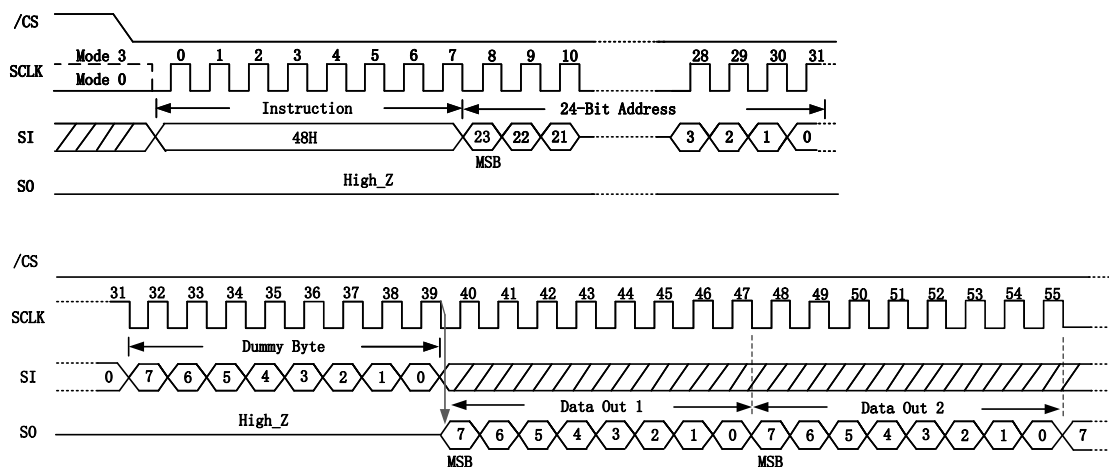 /CS
Mode 3 0 1 2 3 4 5 6 7 8 9 10 28 29 30 31
SCLK
Mode 0
Instruction 24-Bit Address
SI 48H 23 22 21 3 2 1 0
MSB
SO High_Z
/CS
31 32 33 34 35 36 37 38 39 40 41 42 43 44 45 46 47 48 49 50 51 52 53 54 55
SCLK
Dummy Byte
SI 0 7 6 5 4 3 2 1 0
High_Z Data Out 1 Data Out 2
SO 7 6 5 4 3 2 1 0 7 6 5 4 3 2 1 0 7
MSB MSB